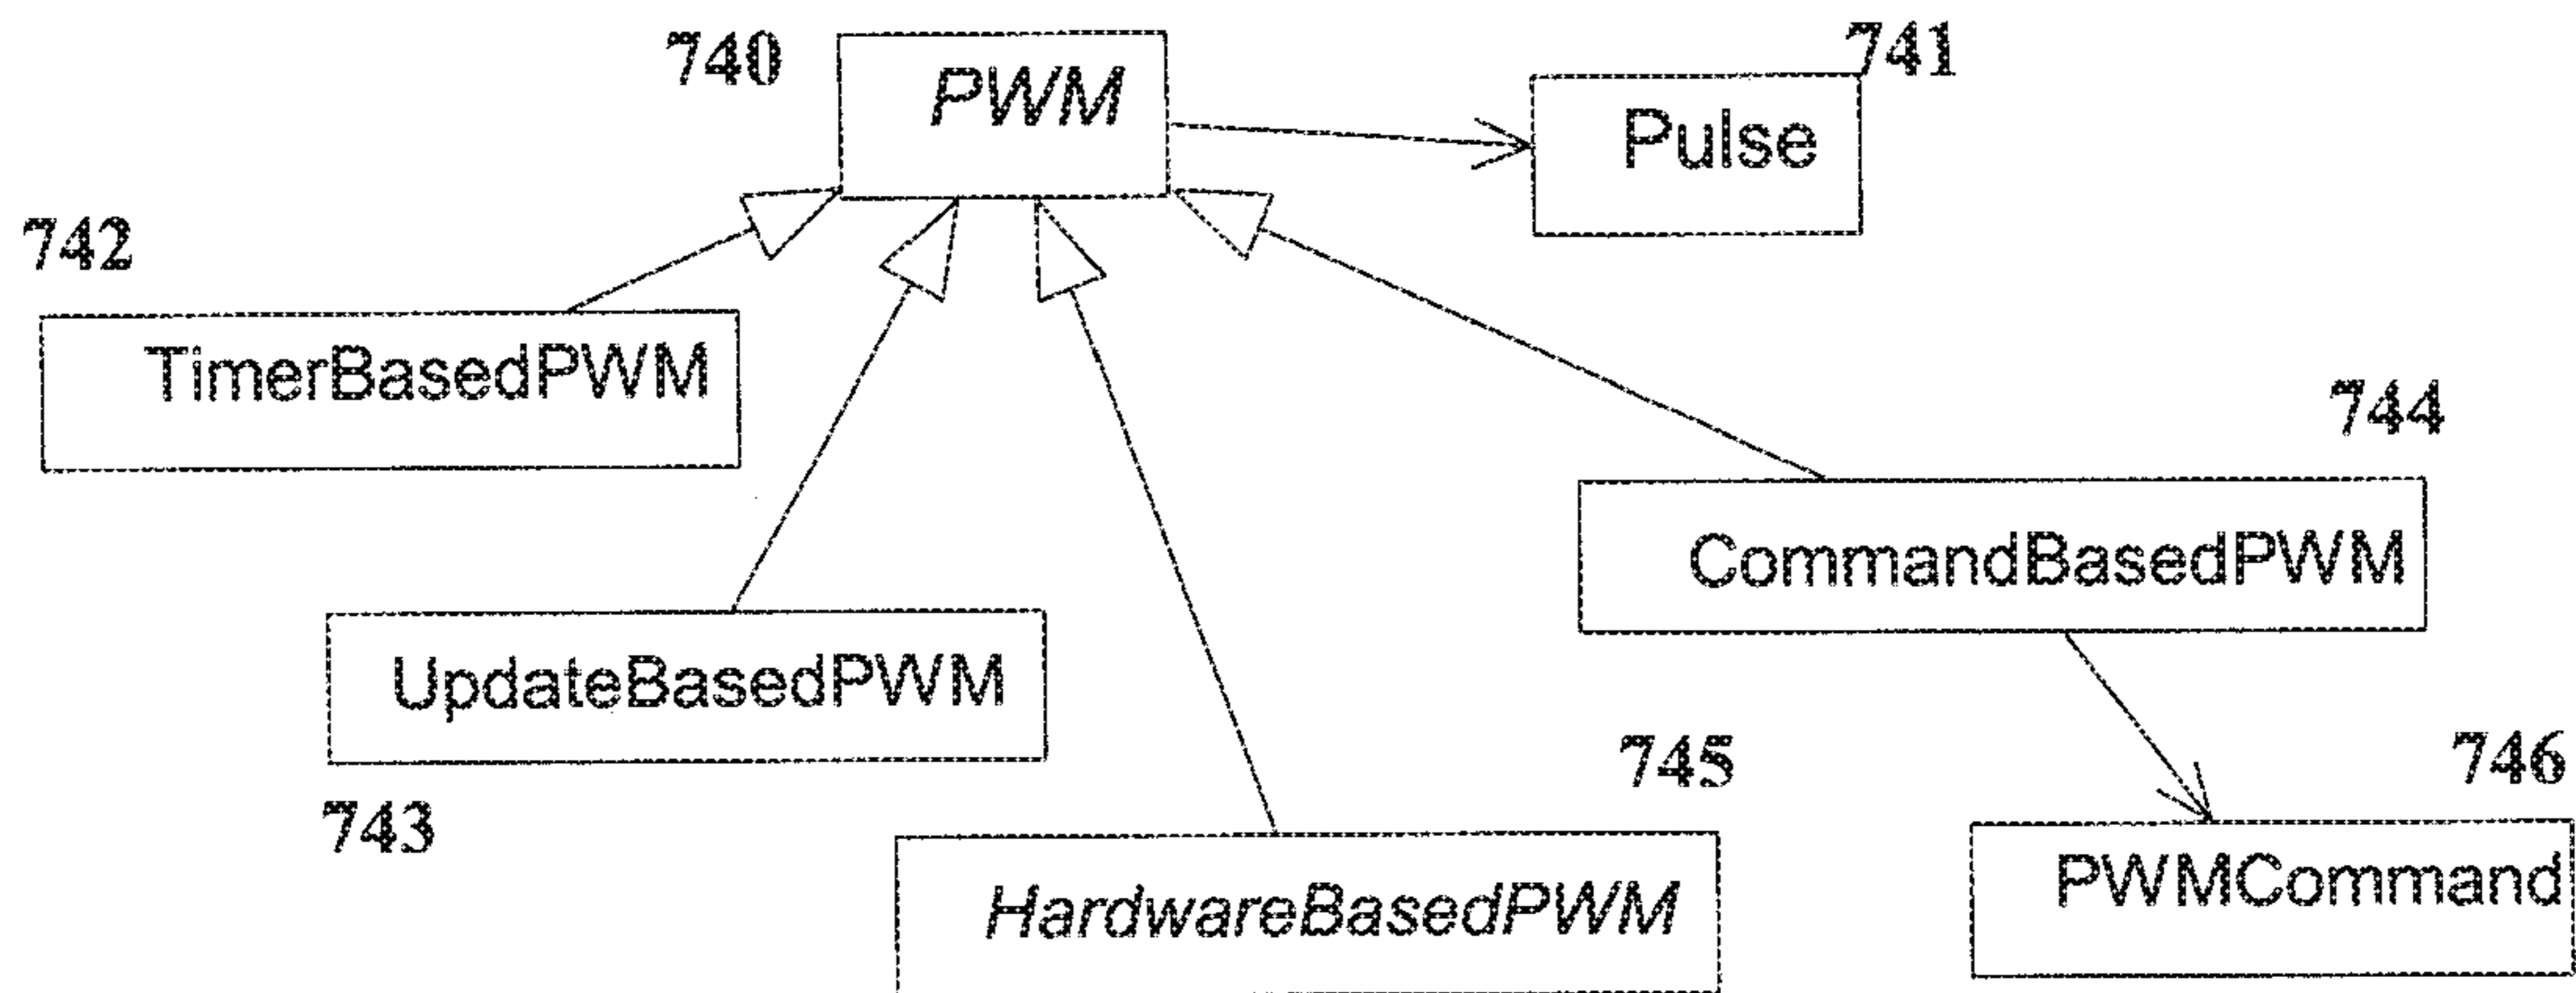 740
PWM
741
Pulse
742
TimerBasedPWM
744
CommandBasedPWM
UpdateBasedPWM
743
745
746
HardwareBasedPWM
PWMCommand